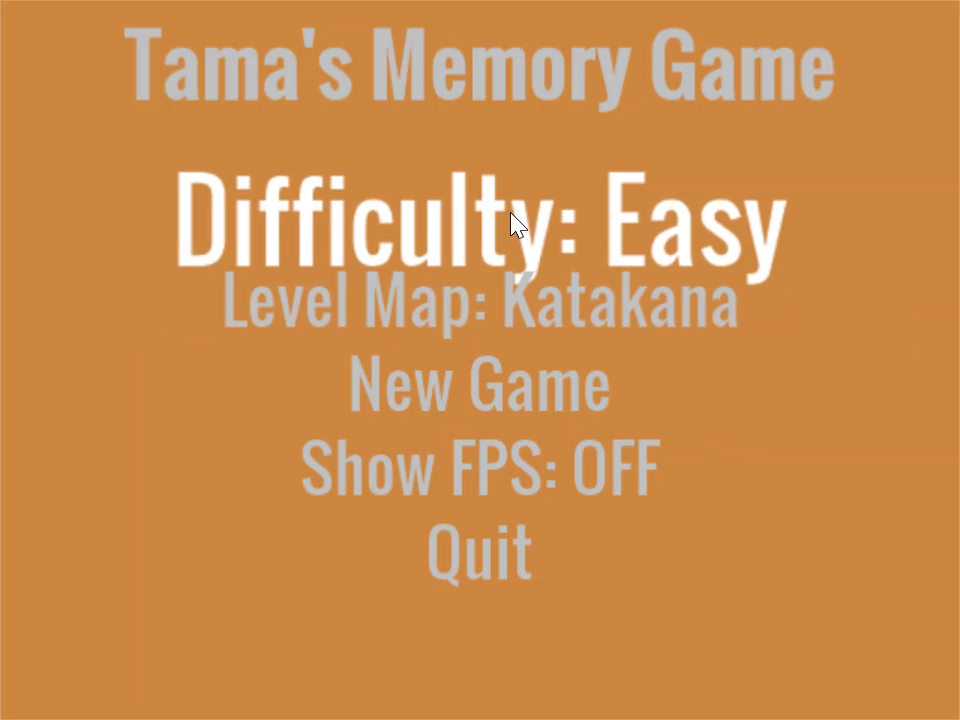 Tama's Memory Game
Difficulty: Easy
Level Map: Katakana
New Game
Show FPS: OFF
Quit